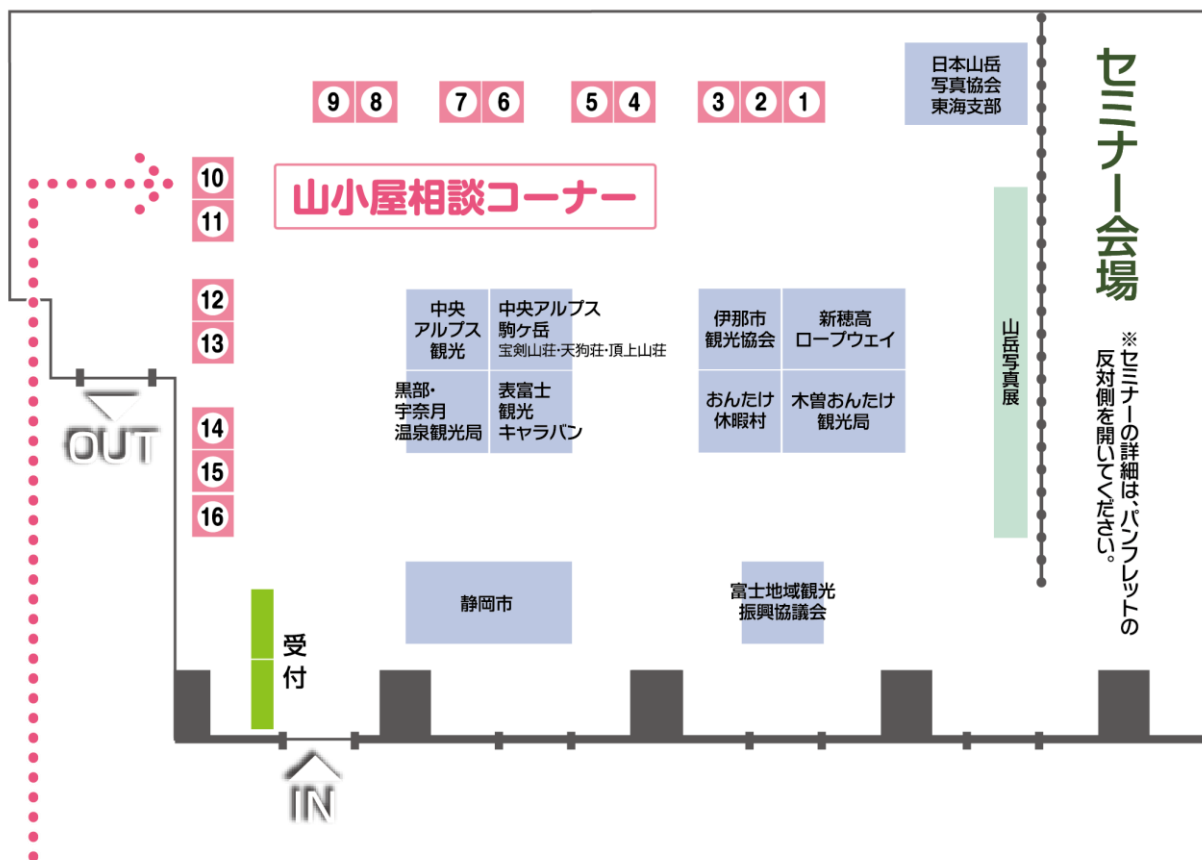 日本山岳
写真協会
東海支部
セミナー会場
※セミナーの詳細は、パンフレットの
反対側を開いてください。
9 8 7 6 5 4 3 2 1
山小屋相談コーナー
10
11
12
13
14
15
16
中央
アルプス
観光
中央アルプス
駒ヶ岳
宝剣山荘・天狗荘・頂上山荘
黒部・
宇奈月
温泉観光局
表富士
観光
キャラバン
伊那市
観光協会
新穂高
ロープウェイ
おんたけ
休暇村
木曽おんたけ
観光局
山岳写真展
OUT
静岡市
富士地域観光
振興協議会
受付
IN